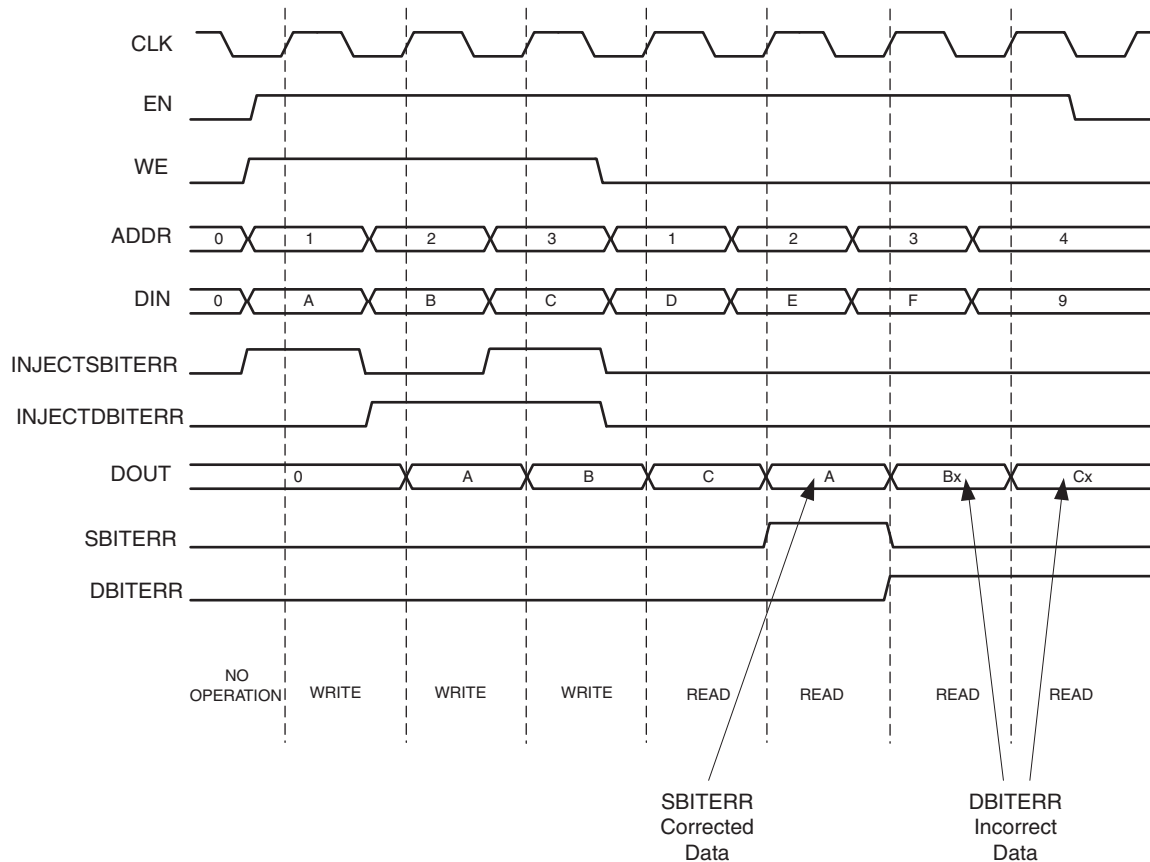 CLK
EN
WE
ADDR 0 1 2 3 1 2 3 4
DIN 0 A B C D E F 9
INJECTSBITERR
INJECTDBITERR
DOUT 0 A B C A Bx Cx
SBITERR
DBITERR
NO
OPERATION WRITE WRITE WRITE READ READ READ READ
SBITERR
Corrected
Data
DBITERR
Incorrect
Data